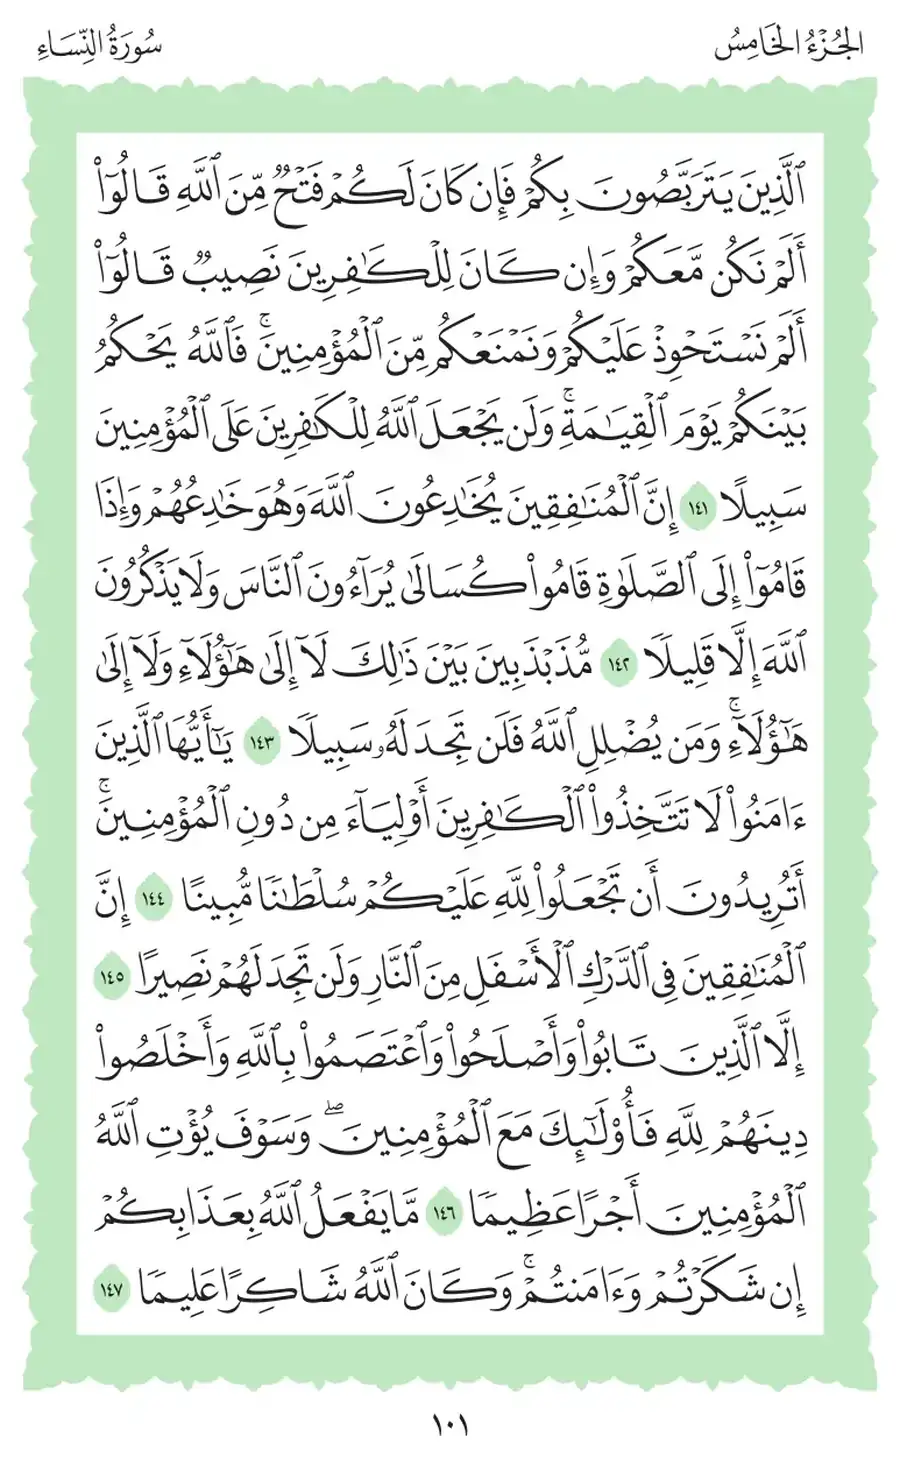 الجُزْءُ الخَامِسُ
سُورَةُ النِّسَاءِ
ٱلَّذِينَ يَتَرَبَّصُونَ بِكُمْ فَإِن كَانَ لَكُمْ فَتْحٌ مِّنَ ٱللَّهِ قَالُوٓا۟
أَلَمْ نَكُن مَّعَكُمْ وَإِن كَانَ لِلْكَٰفِرِينَ نَصِيبٌ قَالُوٓا۟
أَلَمْ نَسْتَحْوِذْ عَلَيْكُمْ وَنَمْنَعْكُم مِّنَ ٱلْمُؤْمِنِينَ ۚ فَٱللَّهُ يَحْكُمُ
بَيْنَكُمْ يَوْمَ ٱلْقِيَٰمَةِ ۚ وَلَن يَجْعَلَ ٱللَّهُ لِلْكَٰفِرِينَ عَلَى ٱلْمُؤْمِنِينَ
سَبِيلًا ١٤١ إِنَّ ٱلْمُنَٰفِقِينَ يُخَٰدِعُونَ ٱللَّهَ وَهُوَ خَٰدِعُهُمْ وَإِذَا
قَامُوٓا۟ إِلَى ٱلصَّلَوٰةِ قَامُوا۟ كُسَالَىٰ يُرَآءُونَ ٱلنَّاسَ وَلَا يَذْكُرُونَ
ٱللَّهَ إِلَّا قَلِيلًا ١٤٢ مُّذَبْذَبِينَ بَيْنَ ذَٰلِكَ لَآ إِلَىٰ هَٰٓؤُلَآءِ وَلَآ إِلَىٰ
هَٰٓؤُلَآءِ ۚ وَمَن يُضْلِلِ ٱللَّهُ فَلَن تَجِدَ لَهُۥ سَبِيلًا ١٤٣ يَٰٓأَيُّهَا ٱلَّذِينَ
ءَامَنُوا۟ لَا تَتَّخِذُوا۟ ٱلْكَٰفِرِينَ أَوْلِيَآءَ مِن دُونِ ٱلْمُؤْمِنِينَ ۚ
أَتُرِيدُونَ أَن تَجْعَلُوا۟ لِلَّهِ عَلَيْكُمْ سُلْطَٰنًا مُّبِينًا ١٤٤ إِنَّ
ٱلْمُنَٰفِقِينَ فِى ٱلدَّرْكِ ٱلْأَسْفَلِ مِنَ ٱلنَّارِ وَلَن تَجِدَ لَهُمْ نَصِيرًا ١٤٥
إِلَّا ٱلَّذِينَ تَابُوا۟ وَأَصْلَحُوا۟ وَٱعْتَصَمُوا۟ بِٱللَّهِ وَأَخْلَصُوا۟
دِينَهُمْ لِلَّهِ فَأُو۟لَٰٓئِكَ مَعَ ٱلْمُؤْمِنِينَ ۖ وَسَوْفَ يُؤْتِ ٱللَّهُ
ٱلْمُؤْمِنِينَ أَجْرًا عَظِيمًا ١٤٦ مَّا يَفْعَلُ ٱللَّهُ بِعَذَابِكُمْ
إِن شَكَرْتُمْ وَءَامَنتُمْ ۚ وَكَانَ ٱللَّهُ شَاكِرًا عَلِيمًا ١٤٧
١٠١